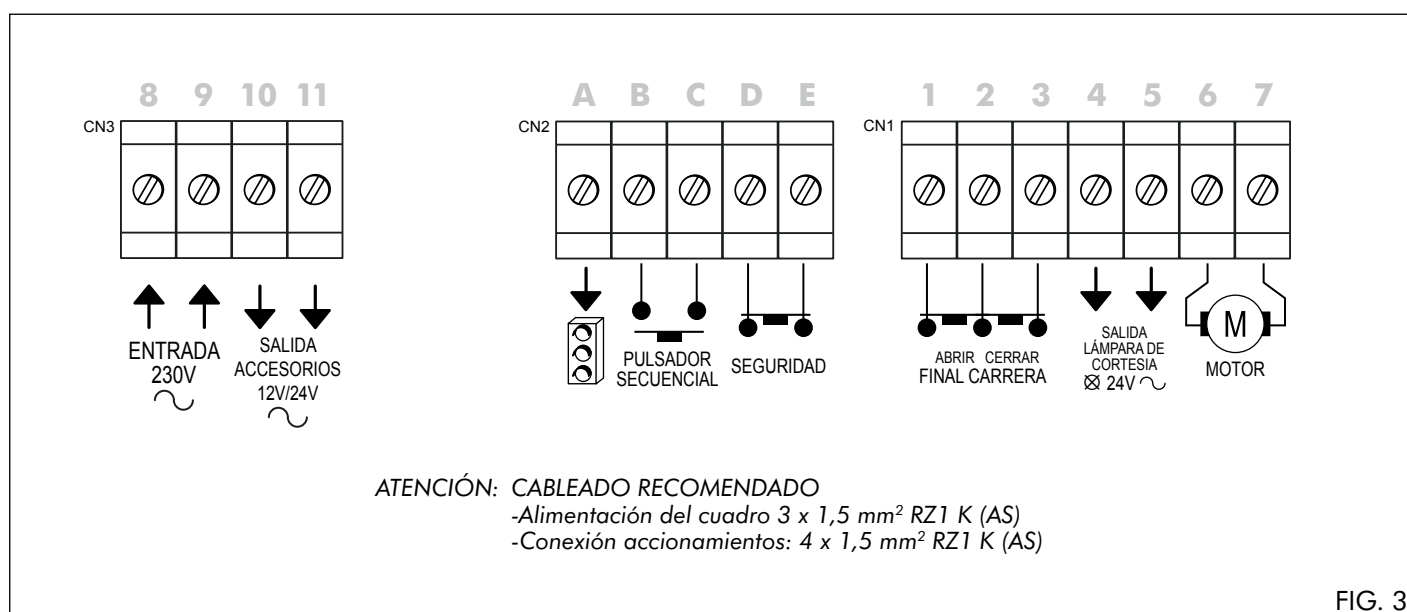 8 9 10 11
CN3
ENTRADA
230V
SALIDA
ACCESORIOS
12V/24V
A B C D E
CN2
PULSADOR
SECUENCIAL
SEGURIDAD
1 2 3 4 5 6 7
CN1
ABRIR CERRAR
FINAL CARRERA
SALIDA
LÁMPARA DE
CORTESIA
24V
M
MOTOR
ATENCIÓN: CABLEADO RECOMENDADO
-Alimentación del cuadro 3 x 1,5 mm² RZ1 K (AS)
-Conexión accionamientos: 4 x 1,5 mm² RZ1 K (AS)
FIG. 3